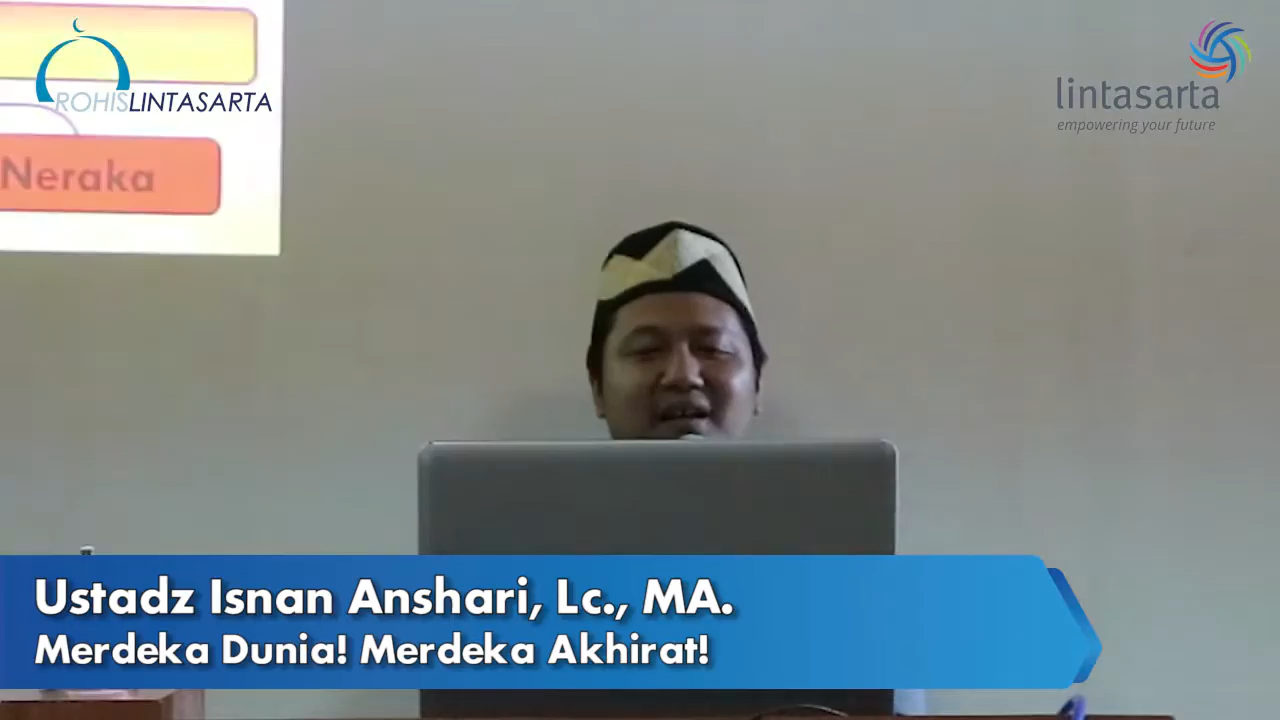 ROHISLINTASARTA
lintasarta
empowering your future
Neraka
Ustadz Isnan Anshari, Lc., MA.
Merdeka Dunia! Merdeka Akhirat!